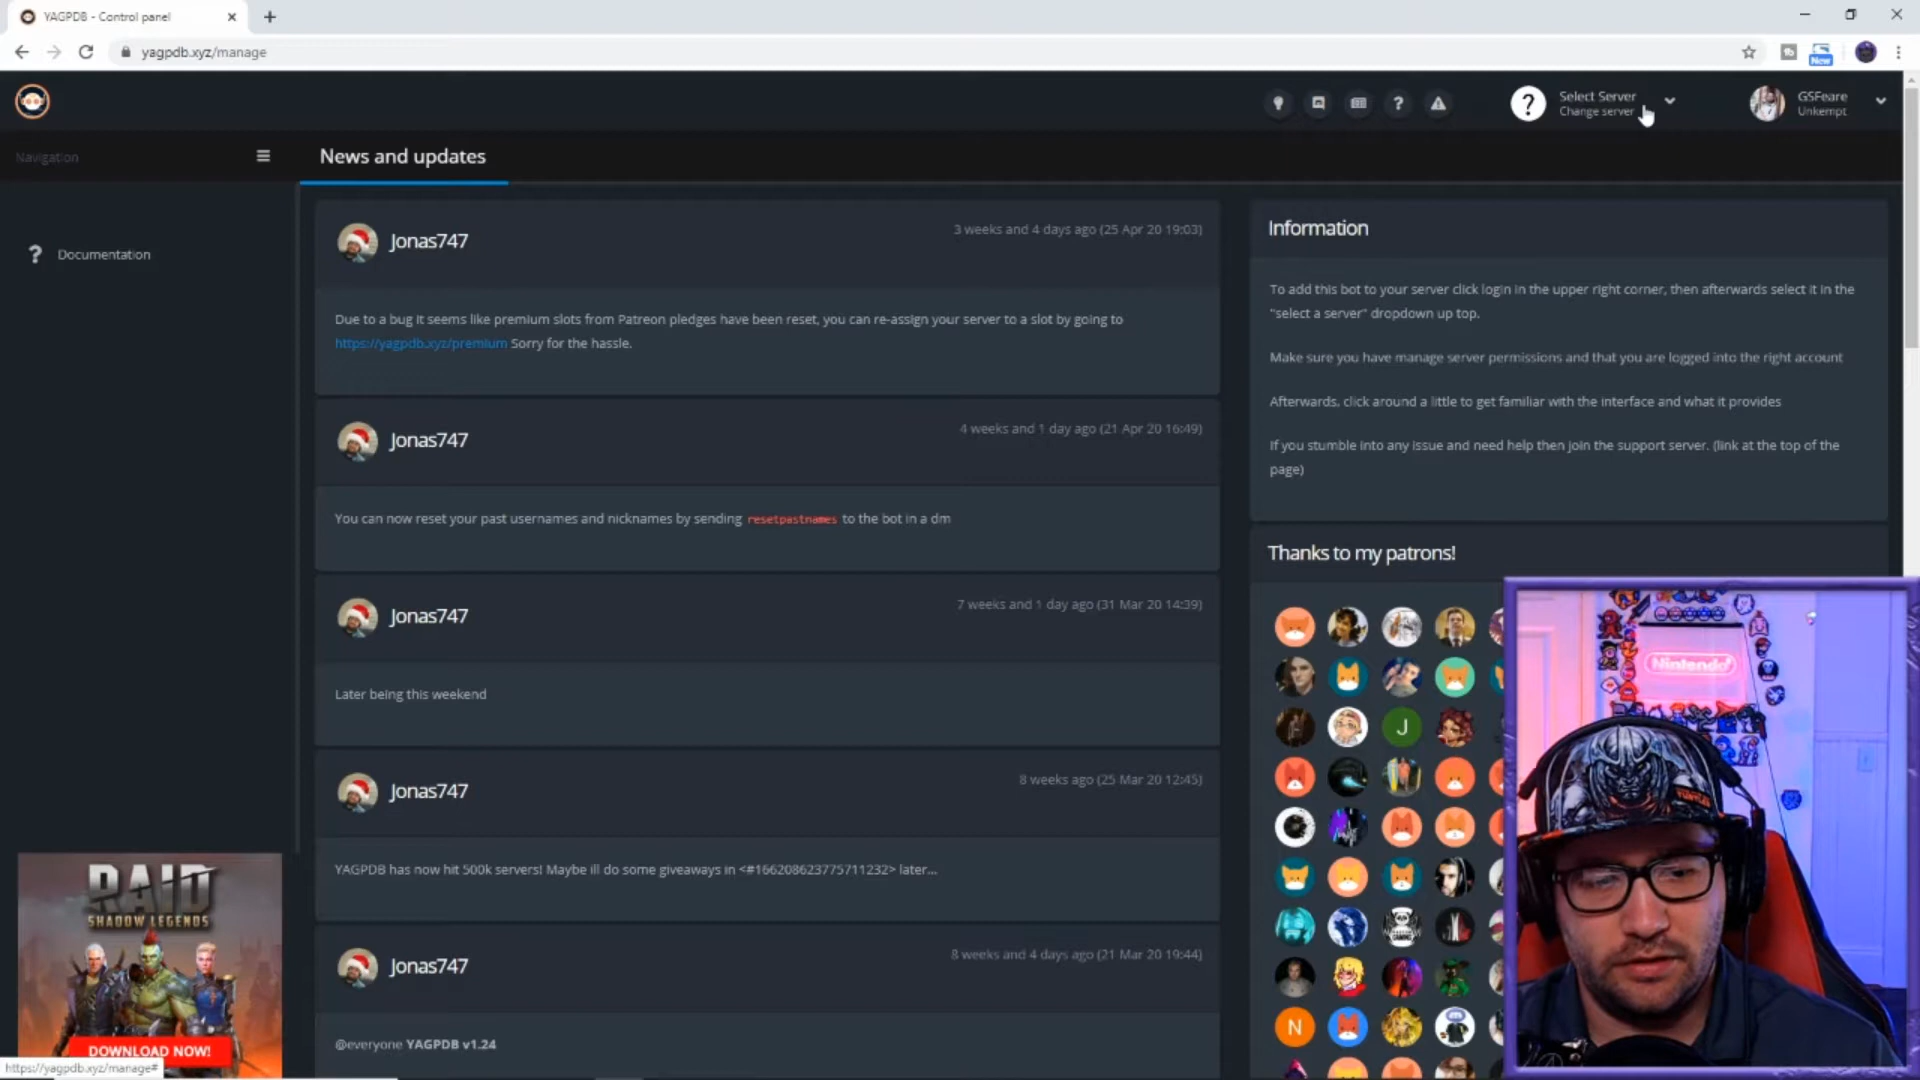 YAGPDB - Control panel
yagpdb.xyz/manage
New
Select Server
Change server
GSFeare
Unkempt
Navigation
News and updates
Documentation
Jonas747
3 weeks and 4 days ago (25 Apr 20 19:03)
Due to a bug it seems like premium slots from Patreon pledges have been reset, you can re-assign your server to a slot by going to
https://yagpdb.xyz/premium Sorry for the hassle.
Jonas747
4 weeks and 1 day ago (21 Apr 20 16:49)
You can now reset your past usernames and nicknames by sending resetpastnames to the bot in a dm
Jonas747
7 weeks and 1 day ago (31 Mar 20 14:39)
Later being this weekend
Jonas747
8 weeks ago (25 Mar 20 12:45)
YAGPDB has now hit 500k servers! Maybe ill do some giveaways in <#166208623775711232> later...
Jonas747
8 weeks and 4 days ago (21 Mar 20 19:44)
@everyone YAGPDB v1.24
Information
To add this bot to your server click login in the upper right corner, then afterwards select it in the
"select a server" dropdown up top.
Make sure you have manage server permissions and that you are logged into the right account
Afterwards, click around a little to get familiar with the interface and what it provides
If you stumble into any issue and need help then join the support server. (link at the top of the
page)
Thanks to my patrons!
J
N
Nintendo
RAID
SHADOW LEGENDS
DOWNLOAD NOW!
https://yagpdb.xyz/manage#